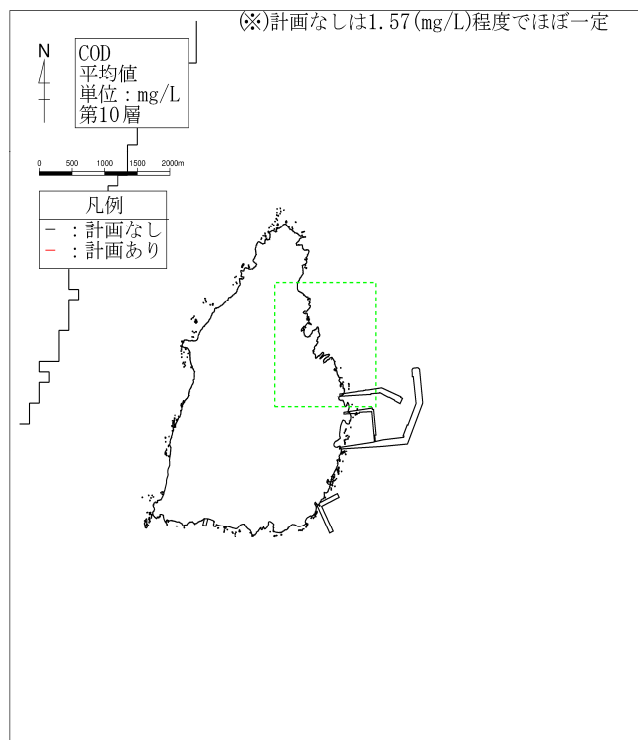 (※)計画なしは1.57(mg/L)程度でほぼ一定
N
COD
平均値
単位：mg/L
第10層
0 500 1000 1500 2000m
凡例
－ ：計画なし
－ ：計画あり